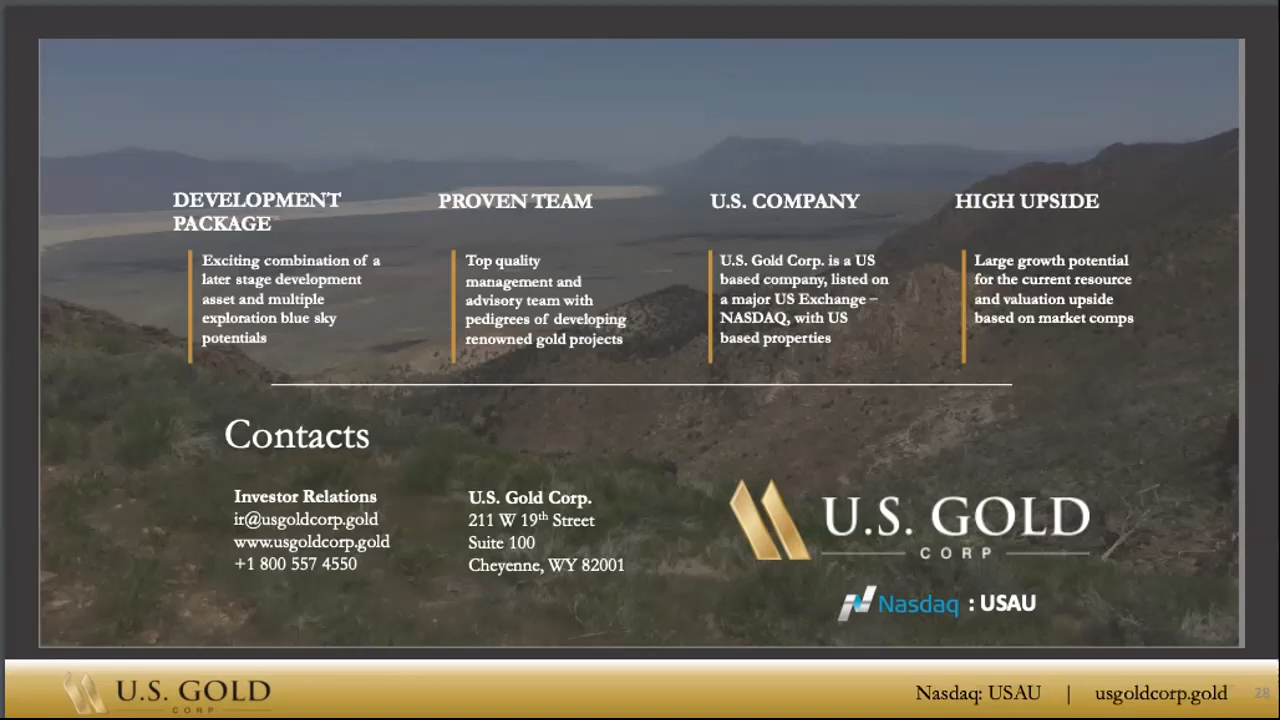 DEVELOPMENT
PACKAGE
Exciting combination of a
later stage development
asset and multiple
exploration blue sky
potentials
PROVEN TEAM
Top quality
management and
advisory team with
pedigrees of developing
renowned gold projects
U.S. COMPANY
U.S. Gold Corp. is a US
based company, listed on
a major US Exchange –
NASDAQ, with US
based properties
HIGH UPSIDE
Large growth potential
for the current resource
and valuation upside
based on market comps
Contacts
Investor Relations
ir@usgoldcorp.gold
www.usgoldcorp.gold
+1 800 557 4550
U.S. Gold Corp.
211 W 19th Street
Suite 100
Cheyenne, WY 82001
U.S. GOLD
CORP
Nasdaq : USAU
U.S. GOLD
CORP
Nasdaq: USAU | usgoldcorp.gold 28